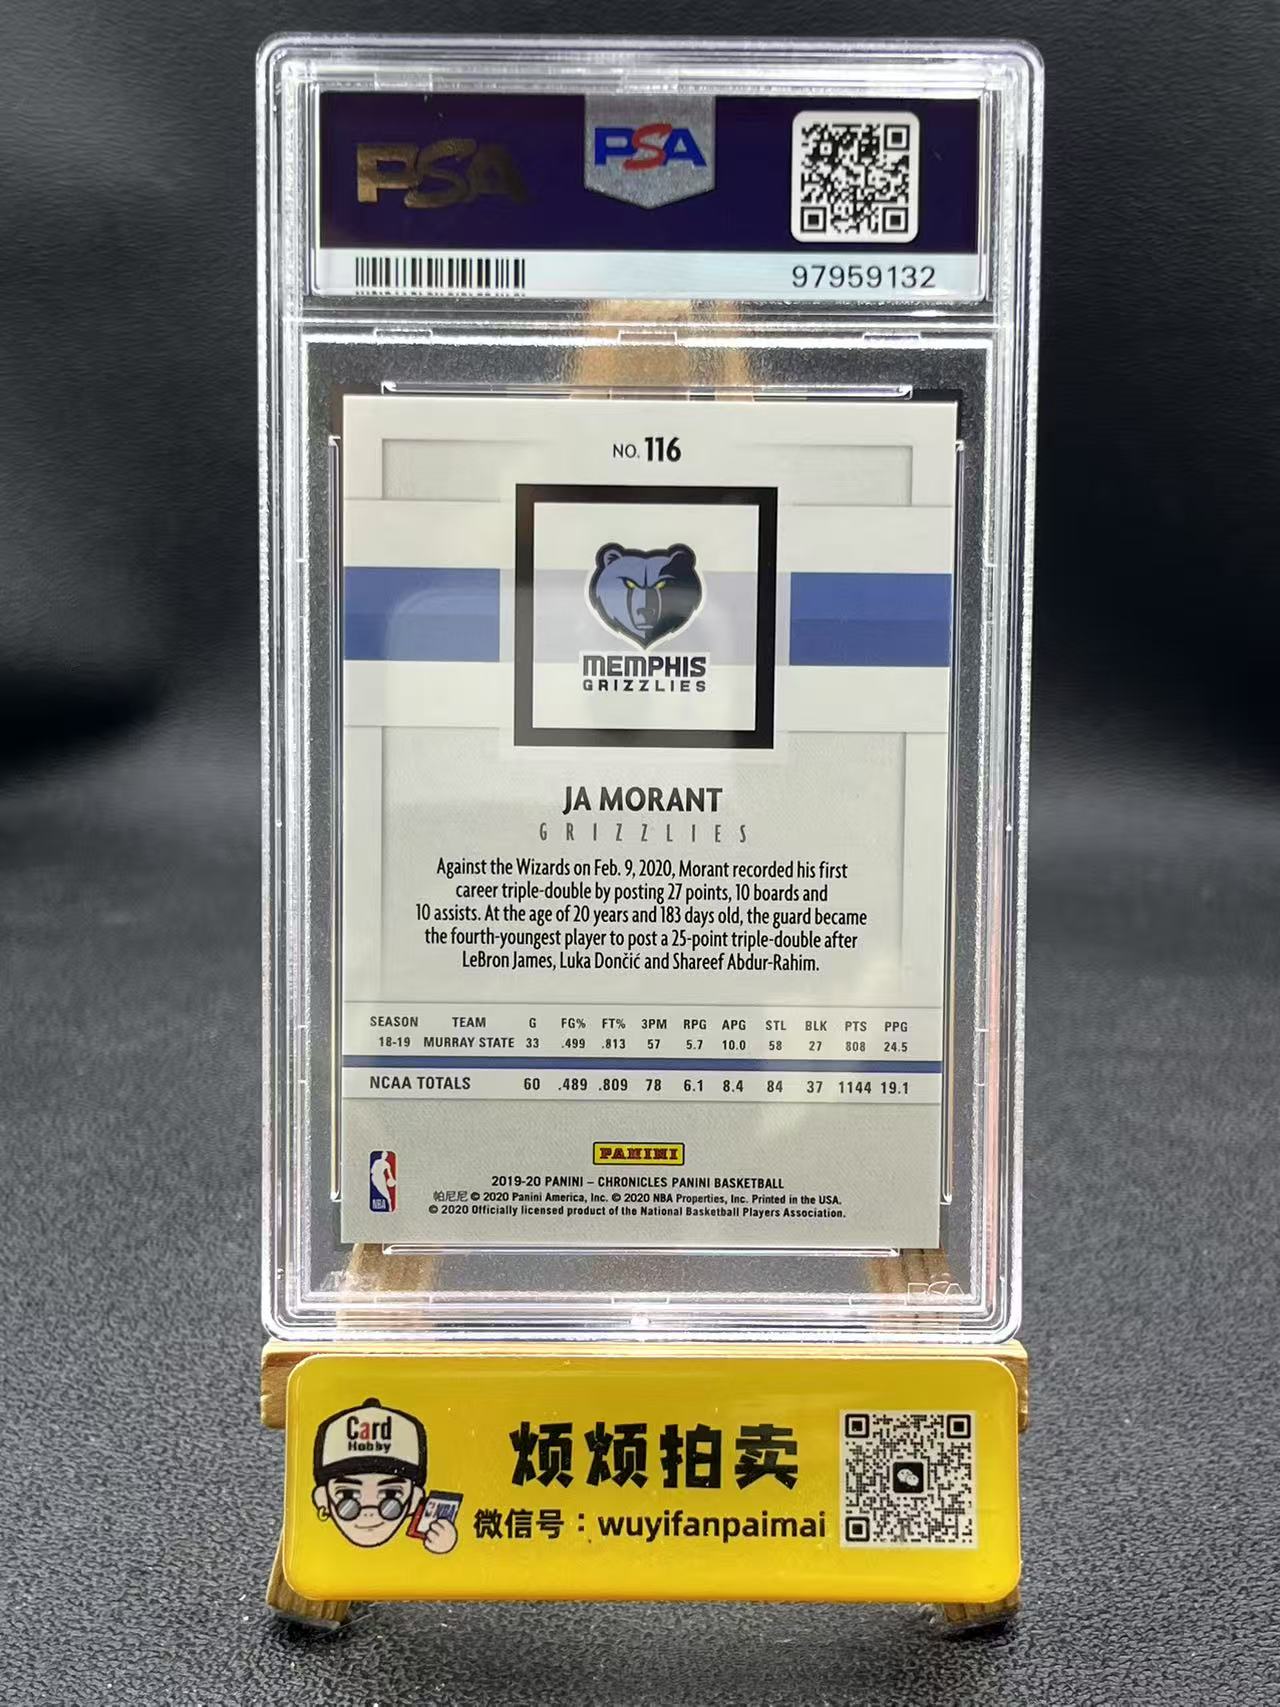 PSA
PSA
97959132
NO. 116
MEMPHIS
GRIZZLIES
JA MORANT
GRIZZLIES
Against the Wizards on Feb. 9, 2020, Morant recorded his first
career triple-double by posting 27 points, 10 boards and
10 assists. At the age of 20 years and 183 days old, the guard became
the fourth-youngest player to post a 25-point triple-double after
LeBron James, Luka Dončić and Shareef Abdur-Rahim.
SEASON TEAM G FG% FT% 3PM RPG APG STL BLK PTS PPG
18-19 MURRAY STATE 33 .499 .813 57 5.7 10.0 58 27 808 24.5
NCAA TOTALS 60 .489 .809 78 6.1 8.4 84 37 1144 19.1
PANINI
NBA
2019-20 PANINI – CHRONICLES PANINI BASKETBALL
帕尼尼 © 2020 Panini America, Inc. © 2020 NBA Properties, Inc. Printed in the USA.
© 2020 Officially licensed product of the National Basketball Players Association.
PSA
Card
Hobby
NBA
烦烦拍卖
微信号：wuyifanpaimai